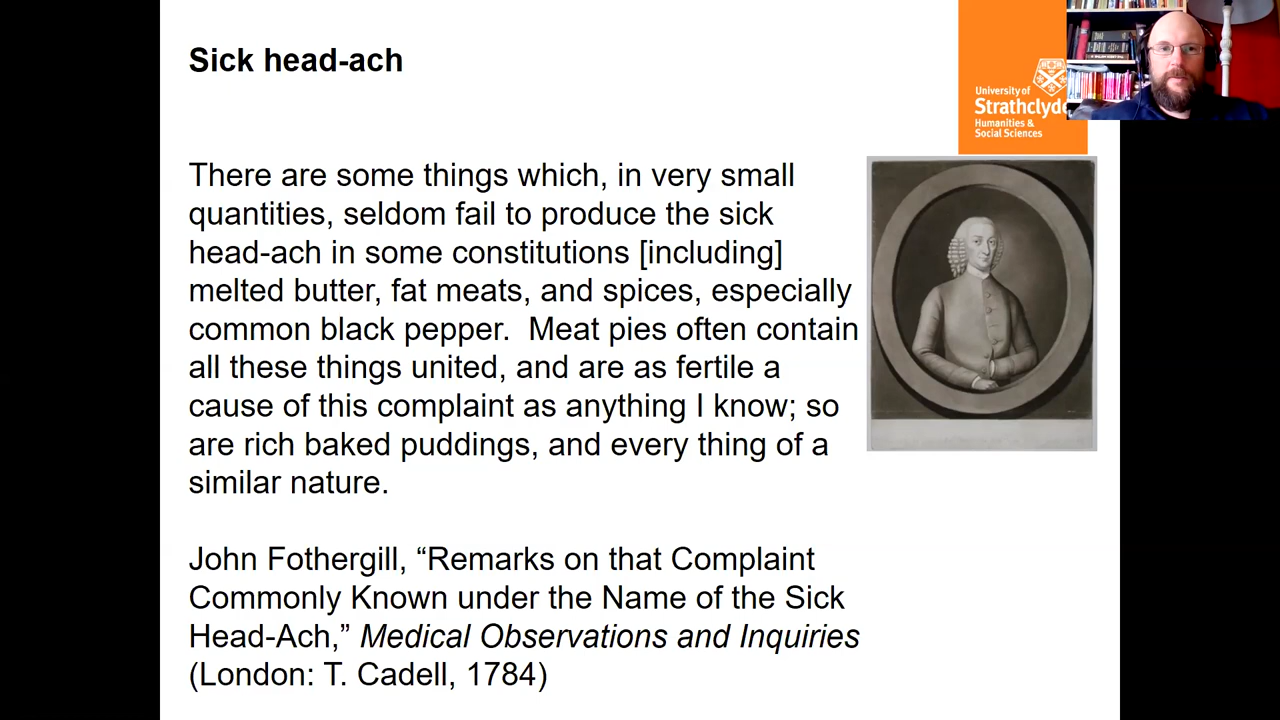 Sick head-ach
University of
Strathclyde
Humanities &
Social Sciences
There are some things which, in very small
quantities, seldom fail to produce the sick
head-ach in some constitutions [including]
melted butter, fat meats, and spices, especially
common black pepper.  Meat pies often contain
all these things united, and are as fertile a
cause of this complaint as anything I know; so
are rich baked puddings, and every thing of a
similar nature.
John Fothergill, “Remarks on that Complaint
Commonly Known under the Name of the Sick
Head-Ach,” Medical Observations and Inquiries
(London: T. Cadell, 1784)